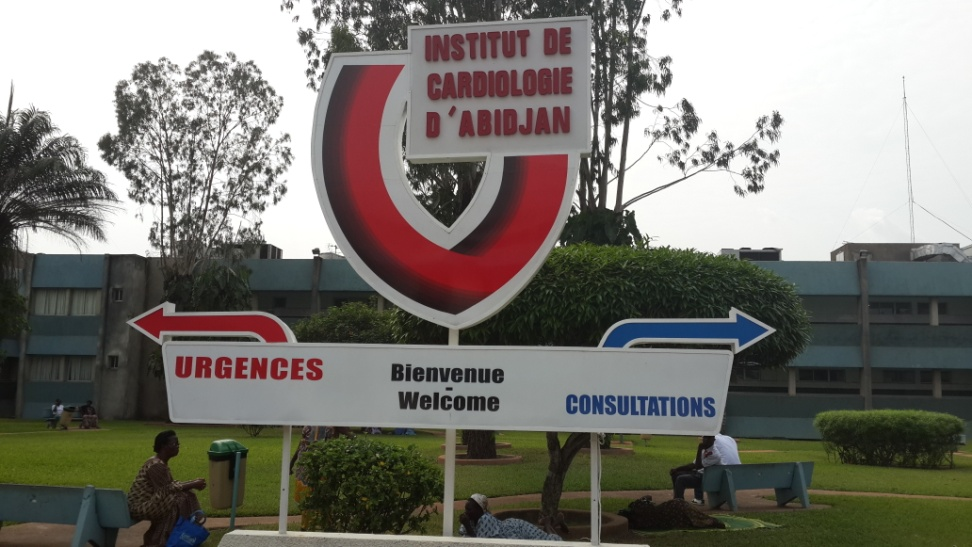 INSTITUT DE
CARDIOLOGIE
D'ABIDJAN
URGENCES
Bienvenue
-
Welcome
CONSULTATIONS